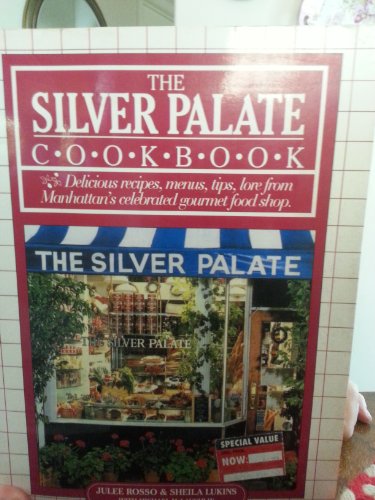 THE
SILVER PALATE
C·O·O·K·B·O·O·K
Delicious recipes, menus, tips, lore from
Manhattan's celebrated gourmet food shop.
THE SILVER PALATE
THE SILVER PALATE
SPECIAL VALUE
NOW:
JULEE ROSSO & SHEILA LUKINS